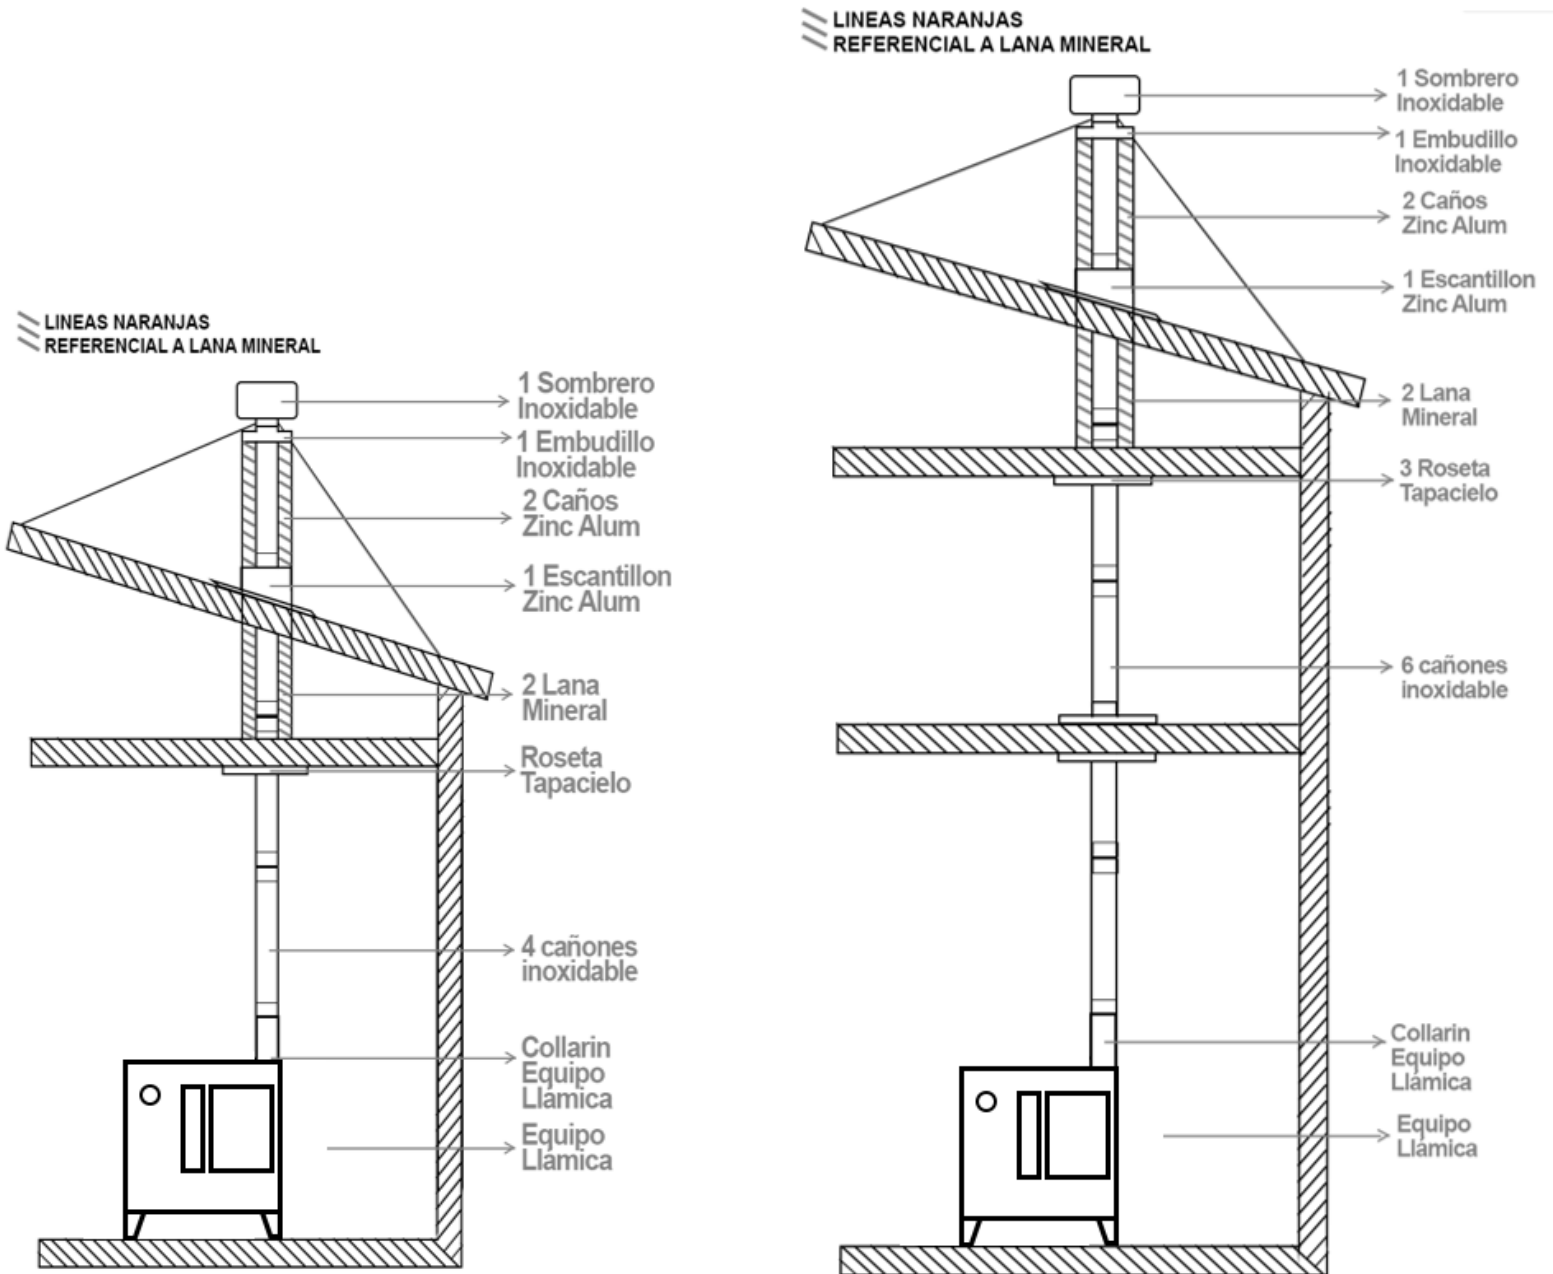 LINEAS NARANJAS
REFERENCIAL A LANA MINERAL
1 Sombrero
Inoxidable
1 Embudillo
Inoxidable
2 Caños
Zinc Alum
1 Escantillon
Zinc Alum
2 Lana
Mineral
Roseta
Tapacielo
4 cañones
inoxidable
Collarin
Equipo
Llamica
Equipo
Llamica
LINEAS NARANJAS
REFERENCIAL A LANA MINERAL
1 Sombrero
Inoxidable
1 Embudillo
Inoxidable
2 Caños
Zinc Alum
1 Escantillon
Zinc Alum
2 Lana
Mineral
3 Roseta
Tapacielo
6 cañones
inoxidable
Collarin
Equipo
Llamica
Equipo
Llamica